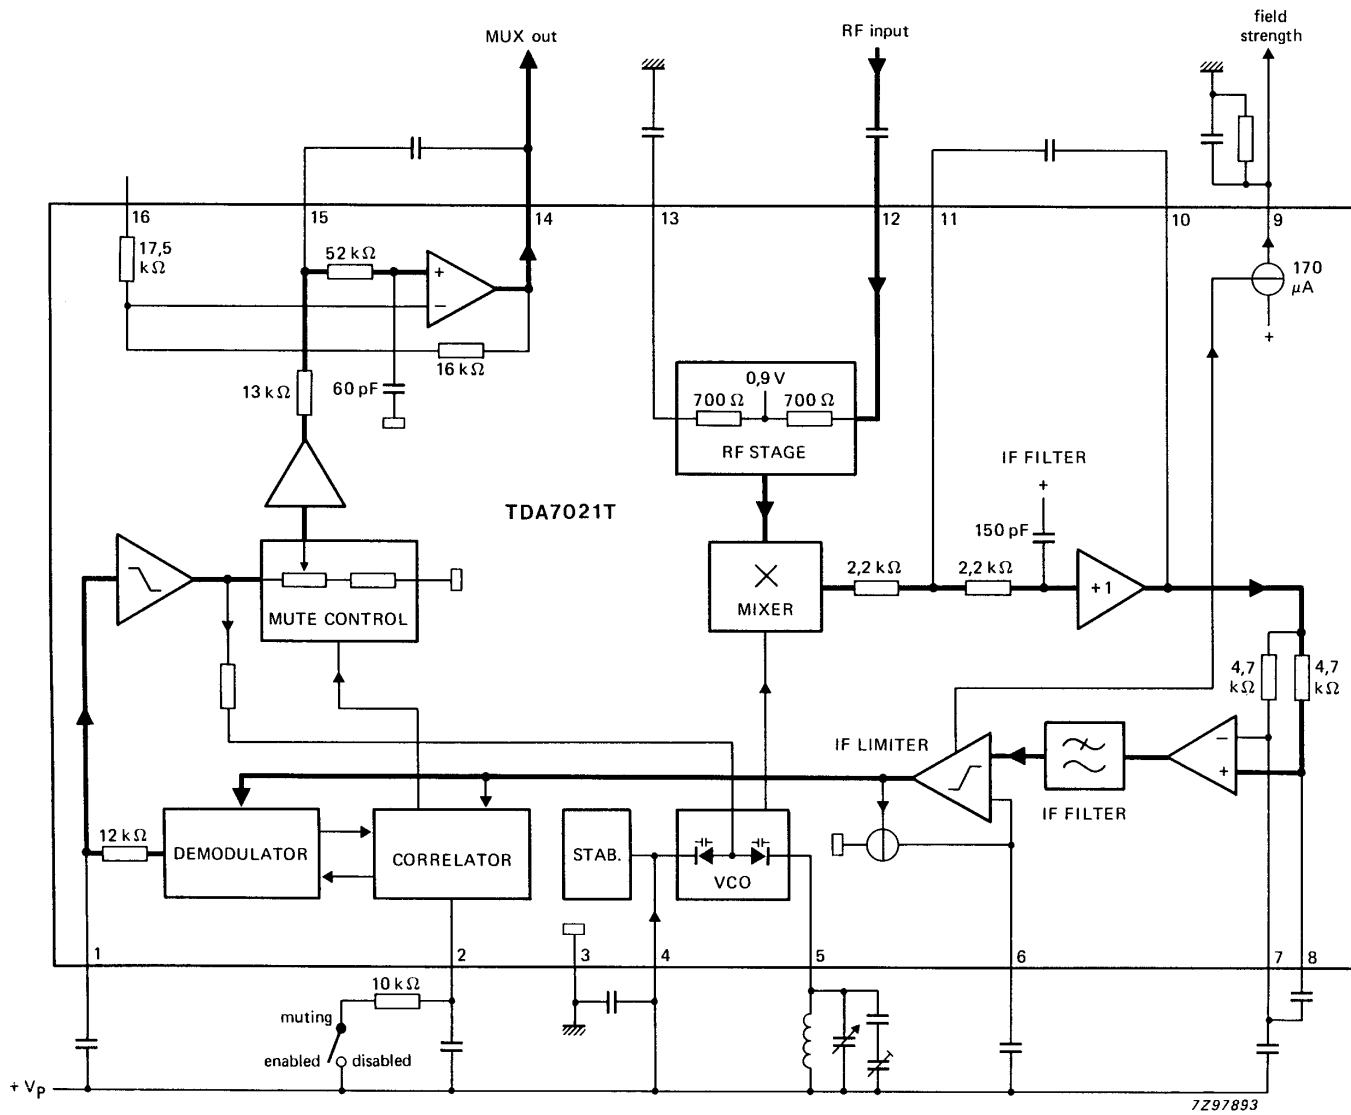 MUX out
RF input
field
strength
16
15
14
13
12
11
10
9
17,5
kΩ
52 kΩ
+
−
170
μA
+
16 kΩ
13 kΩ
60 pF
0,9 V
700 Ω
700 Ω
RF STAGE
IF FILTER
+
150 pF
TDA7021T
2,2 kΩ
2,2 kΩ
+1
MIXER
MUTE CONTROL
4,7
kΩ
4,7
kΩ
IF LIMITER
−
+
IF FILTER
12 kΩ
DEMODULATOR
CORRELATOR
STAB.
VCO
1
2
3
4
5
6
7
8
10 kΩ
muting
enabled
disabled
+ Vp
7Z97893